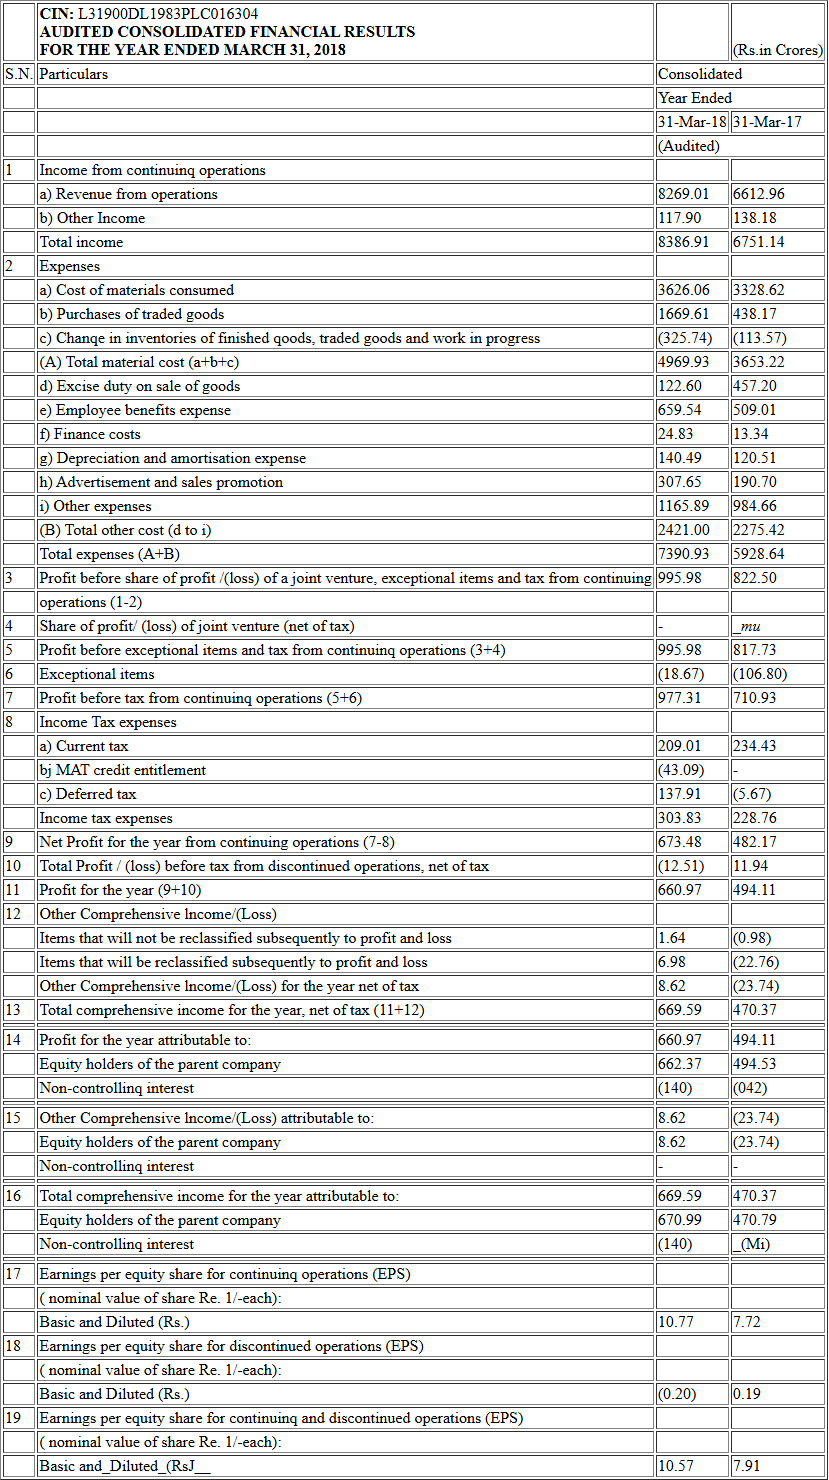 CIN: L31900DL1983PLC016304
AUDITED CONSOLIDATED FINANCIAL RESULTS
FOR THE YEAR ENDED MARCH 31, 2018 (Rs.in Crores)
S.N. Particulars Consolidated
Year Ended
31-Mar-18 31-Mar-17
(Audited)
1 Income from continuinq operations
a) Revenue from operations 8269.01 6612.96
b) Other Income 117.90 138.18
Total income 8386.91 6751.14
2 Expenses
a) Cost of materials consumed 3626.06 3328.62
b) Purchases of traded goods 1669.61 438.17
c) Chanqe in inventories of finished qoods, traded goods and work in progress (325.74) (113.57)
(A) Total material cost (a+b+c) 4969.93 3653.22
d) Excise duty on sale of goods 122.60 457.20
e) Employee benefits expense 659.54 509.01
f) Finance costs 24.83 13.34
g) Depreciation and amortisation expense 140.49 120.51
h) Advertisement and sales promotion 307.65 190.70
i) Other expenses 1165.89 984.66
(B) Total other cost (d to i) 2421.00 2275.42
Total expenses (A+B) 7390.93 5928.64
3 Profit before share of profit /(loss) of a joint venture, exceptional items and tax from continuing 995.98 822.50
operations (1-2)
4 Share of profit/ (loss) of joint venture (net of tax) - _mu
5 Profit before exceptional items and tax from continuinq operations (3+4) 995.98 817.73
6 Exceptional items (18.67) (106.80)
7 Profit before tax from continuinq operations (5+6) 977.31 710.93
8 Income Tax expenses
a) Current tax 209.01 234.43
bj MAT credit entitlement (43.09) -
c) Deferred tax 137.91 (5.67)
Income tax expenses 303.83 228.76
9 Net Profit for the year from continuing operations (7-8) 673.48 482.17
10 Total Profit / (loss) before tax from discontinued operations, net of tax (12.51) 11.94
11 Profit for the year (9+10) 660.97 494.11
12 Other Comprehensive lncome/(Loss)
Items that will not be reclassified subsequently to profit and loss 1.64 (0.98)
Items that will be reclassified subsequently to profit and loss 6.98 (22.76)
Other Comprehensive lncome/(Loss) for the year net of tax 8.62 (23.74)
13 Total comprehensive income for the year, net of tax (11+12) 669.59 470.37
14 Profit for the year attributable to: 660.97 494.11
Equity holders of the parent company 662.37 494.53
Non-controllinq interest (140) (042)
15 Other Comprehensive lncome/(Loss) attributable to: 8.62 (23.74)
Equity holders of the parent company 8.62 (23.74)
Non-controllinq interest - -
16 Total comprehensive income for the year attributable to: 669.59 470.37
Equity holders of the parent company 670.99 470.79
Non-controllinq interest (140) _(Mi)
17 Earnings per equity share for continuinq operations (EPS)
( nominal value of share Re. 1/-each):
Basic and Diluted (Rs.) 10.77 7.72
18 Earnings per equity share for discontinued operations (EPS)
( nominal value of share Re. 1/-each):
Basic and Diluted (Rs.) (0.20) 0.19
19 Earnings per equity share for continuinq and discontinued operations (EPS)
( nominal value of share Re. 1/-each):
Basic and_Diluted_(RsJ__ 10.57 7.91